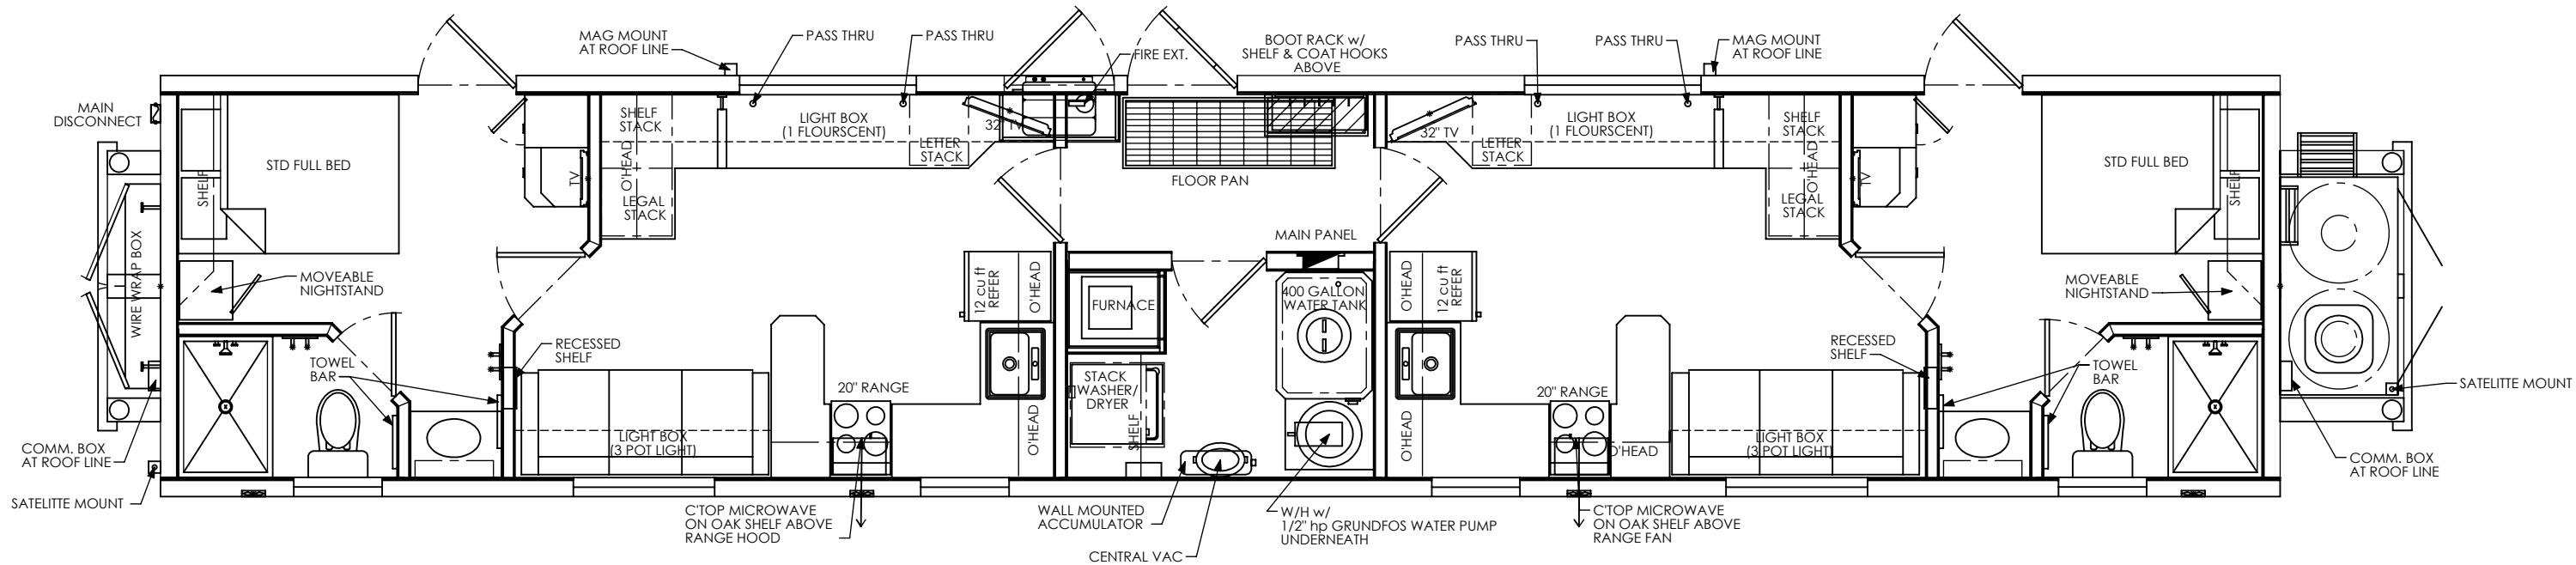 MAIN
DISCONNECT
STD FULL BED
SHELF
WIRE WRAP BOX
MOVEABLE
NIGHTSTAND
TV
MAG MOUNT
AT ROOF LINE
PASS THRU
PASS THRU
SHELF
STACK
O'HEAD
LEGAL
STACK
LIGHT BOX
(1 FLOURSCENT)
LETTER
STACK
32" TV
FIRE EXT.
BOOT RACK w/
SHELF & COAT HOOKS
ABOVE
FLOOR PAN
MAIN PANEL
PASS THRU
PASS THRU
MAG MOUNT
AT ROOF LINE
32" TV
LETTER
STACK
LIGHT BOX
(1 FLOURSCENT)
SHELF
STACK
O'HEAD
LEGAL
STACK
TV
STD FULL BED
SHELF
MOVEABLE
NIGHTSTAND
TOWEL
BAR
RECESSED
SHELF
LIGHT BOX
(3 POT LIGHT)
20" RANGE
12 cu ft
REFER
O'HEAD
O'HEAD
FURNACE
400 GALLON
WATER TANK
STACK
WASHER/
DRYER
SHELF
O'HEAD
12 cu ft
REFER
O'HEAD
20" RANGE
O'HEAD
LIGHT BOX
(3 POT LIGHT)
RECESSED
SHELF
TOWEL
BAR
COMM. BOX
AT ROOF LINE
SATELITTE MOUNT
C'TOP MICROWAVE
ON OAK SHELF ABOVE
RANGE HOOD
WALL MOUNTED
ACCUMULATOR
CENTRAL VAC
W/H w/
1/2" hp GRUNDFOS WATER PUMP
UNDERNEATH
C'TOP MICROWAVE
ON OAK SHELF ABOVE
RANGE FAN
SATELITTE MOUNT
COMM. BOX
AT ROOF LINE